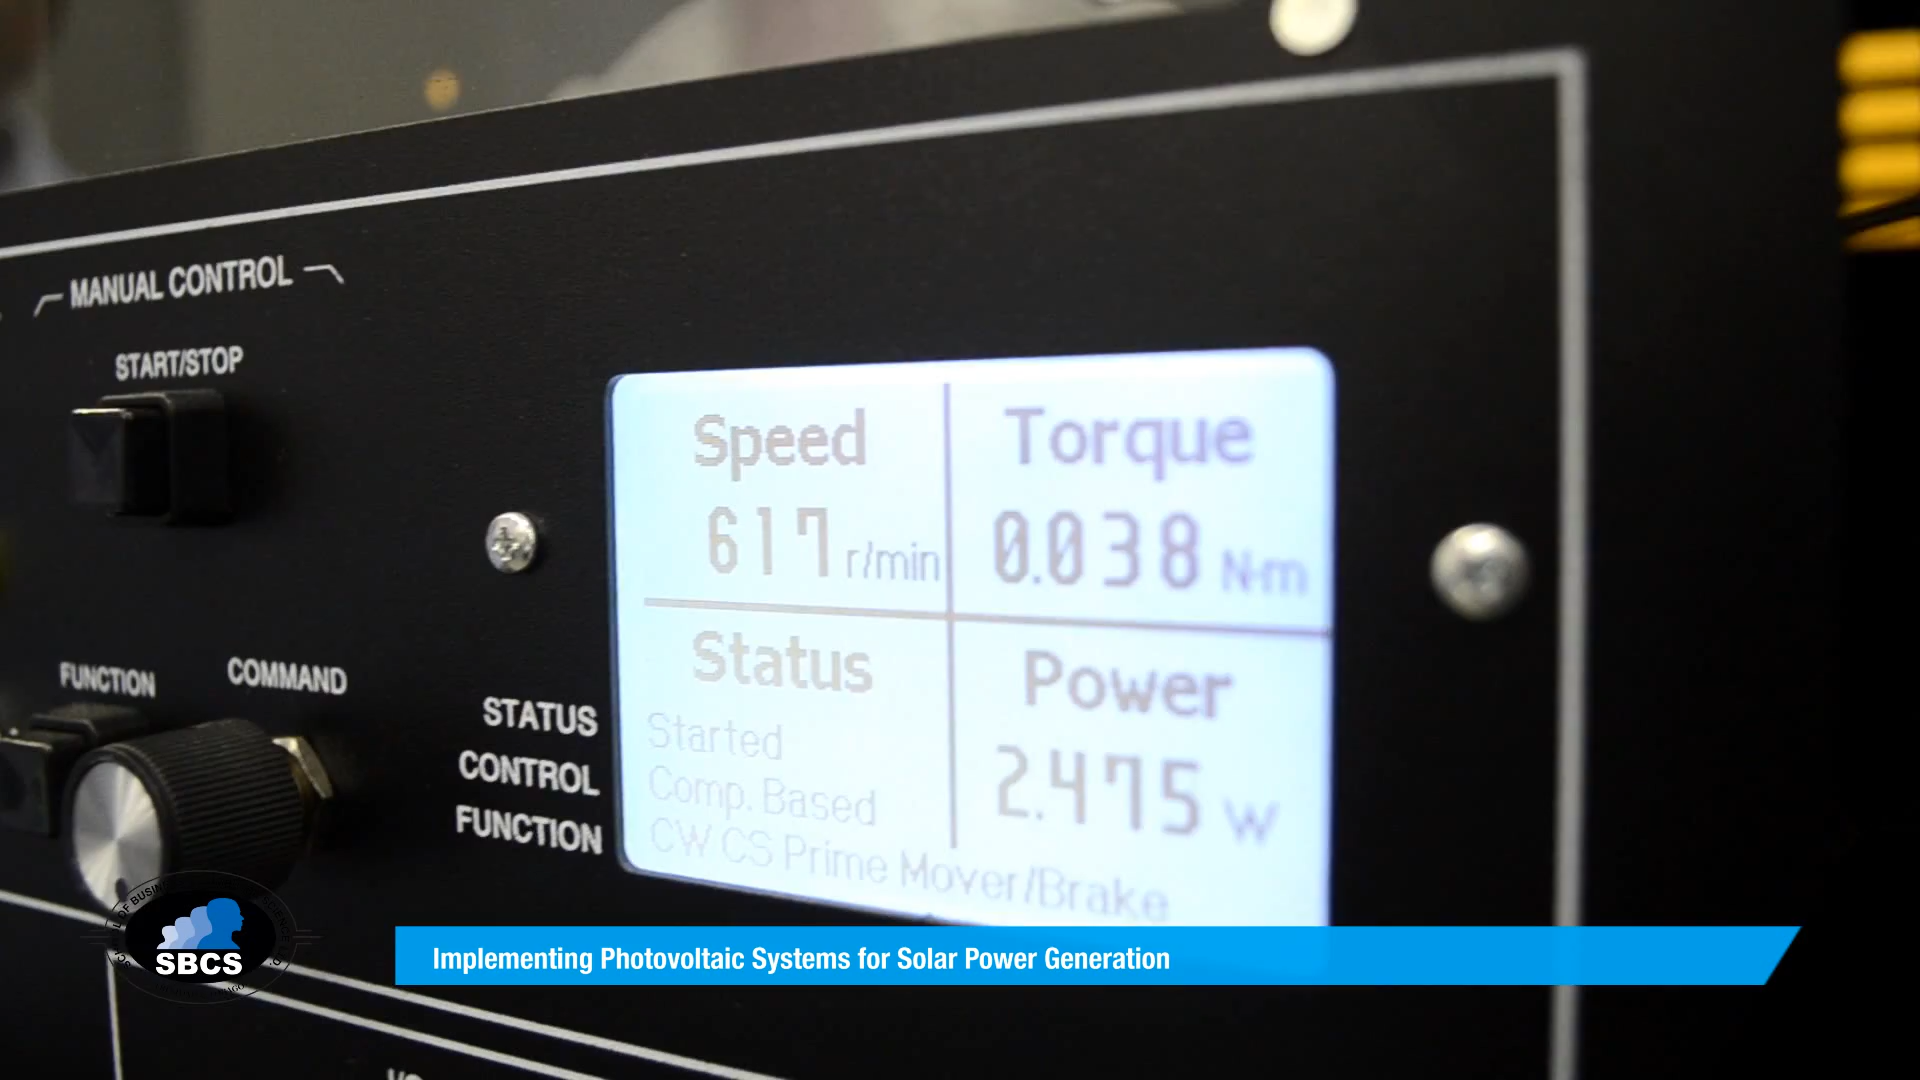 MANUAL CONTROL
START/STOP
FUNCTION
COMMAND
STATUS
CONTROL
FUNCTION
Speed
617 r/min
Torque
0.038 N·m
Status
Started
Comp. Based
CW CS Prime Mover/Brake
Power
2.475 W
SBCS
Implementing Photovoltaic Systems for Solar Power Generation